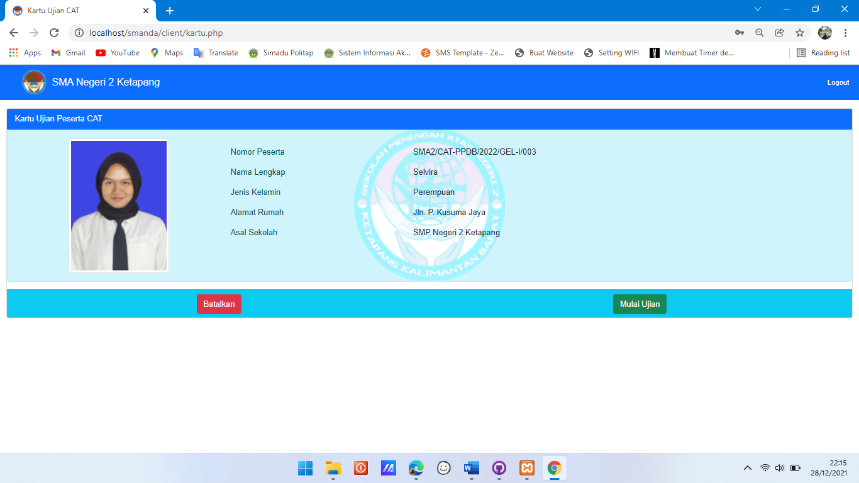 Kartu Ujian CAT
localhost/smanda/client/kartu.php
Apps Gmail YouTube Maps Translate Simadu Politap Sistem Informasi Ak... SMS Template - Ze... Buat Website Setting WIFI Membuat Timer de... Reading list
SMA Negeri 2 Ketapang Logout
Kartu Ujian Peserta CAT
Nomor Peserta SMA2/CAT-PPDB/2022/GEL-I/003
Nama Lengkap Selvira
Jenis Kelamin Perempuan
Alamat Rumah Jln. P. Kusuma Jaya
Asal Sekolah SMP Negeri 2 Ketapang
SEKOLAH MENENGAH ATAS NEGERI 2
KETAPANG KALIMANTAN BARAT
Batalkan Mulai Ujian
22:15
28/12/2021